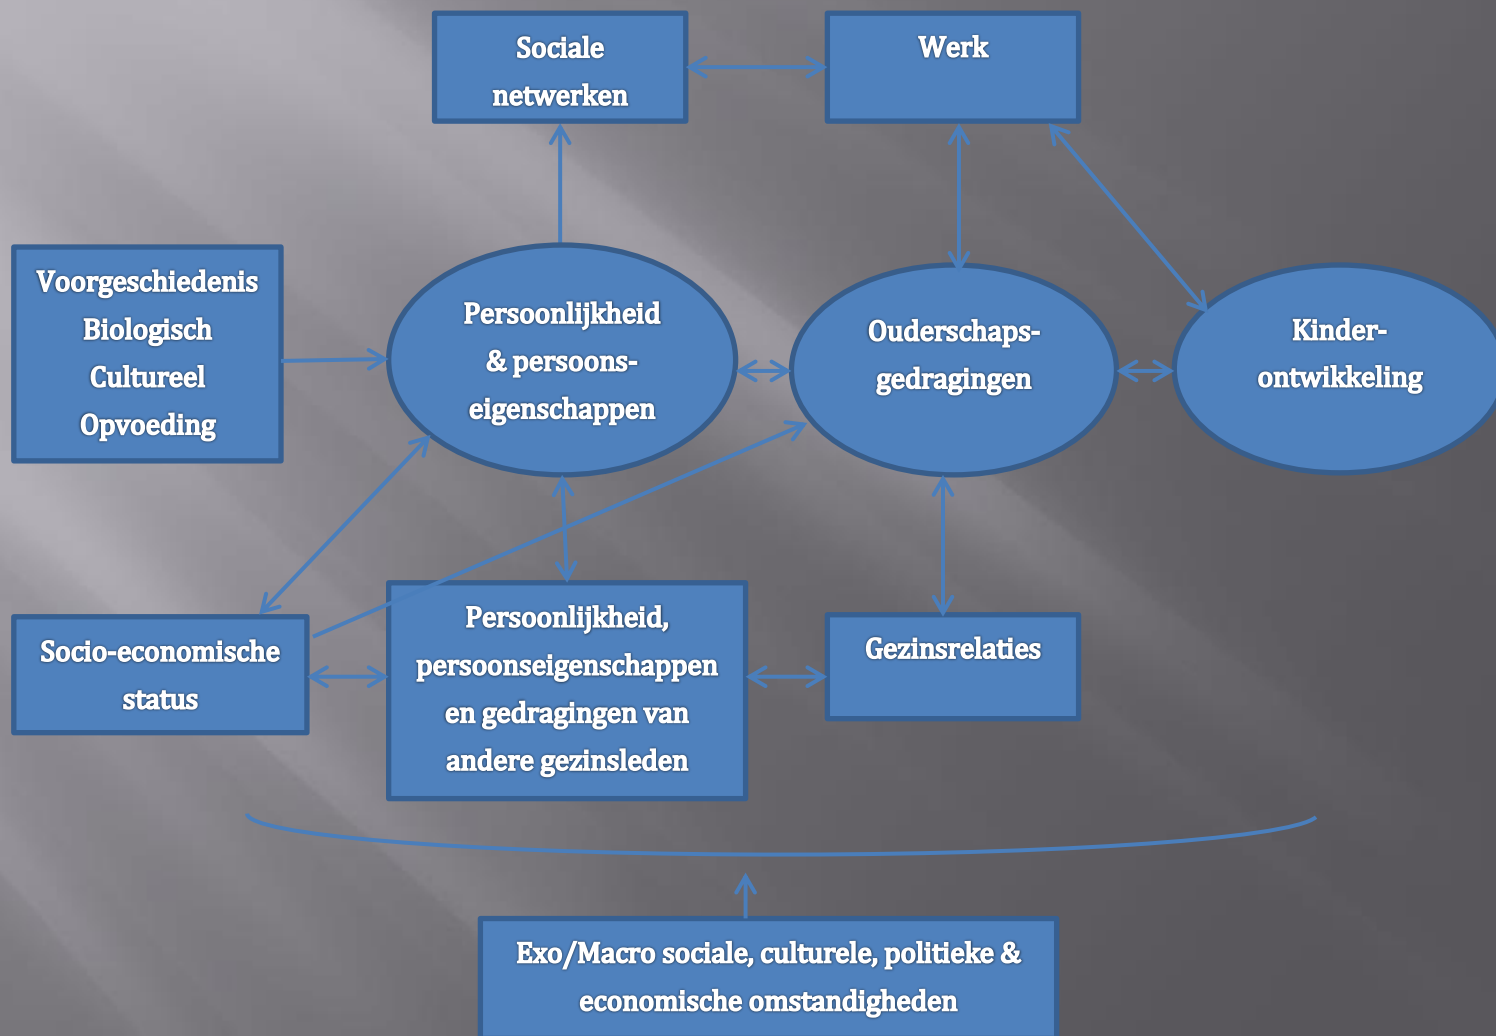 Sociale
netwerken
Werk
Voorgeschiedenis
Biologisch
Cultureel
Opvoeding
Persoonlijkheid
& persoons-
eigenschappen
Ouderschaps-
gedragingen
Kinder-
ontwikkeling
Socio-economische
status
Persoonlijkheid,
persoonseigenschappen
en gedragingen van
andere gezinsleden
Gezinsrelaties
Exo/Macro sociale, culturele, politieke &
economische omstandigheden